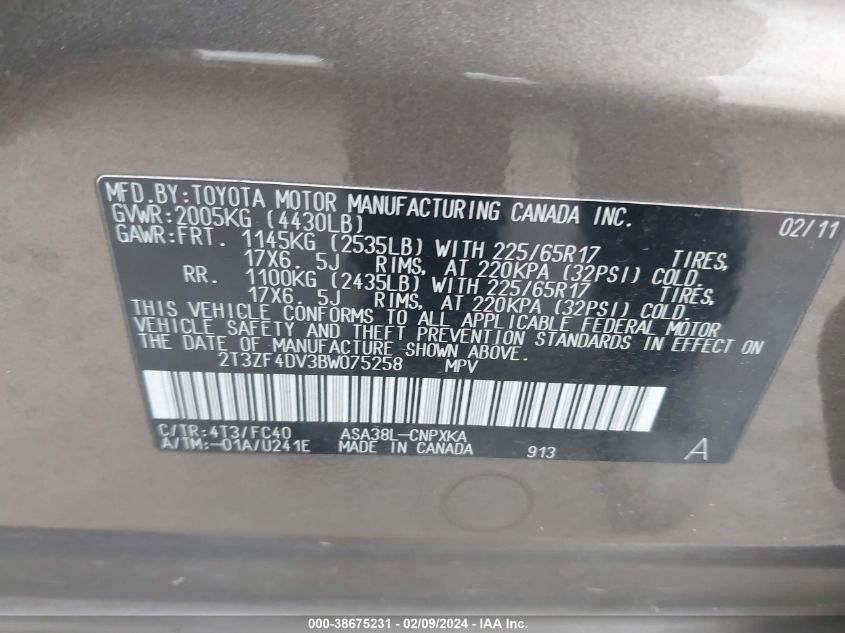 MFD.BY:TOYOTA MOTOR MANUFACTURING CANADA INC. 02/11
GVWR:2005KG (4430LB)
GAWR:FRT. 1145KG (2535LB) WITH 225/65R17 TIRES,
17X6. 5J RIMS, AT 220KPA (32PSI) COLD.
RR. 1100KG (2435LB) WITH 225/65R17 TIRES,
17X6. 5J RIMS, AT 220KPA (32PSI) COLD.
THIS VEHICLE CONFORMS TO ALL APPLICABLE FEDERAL MOTOR
VEHICLE SAFETY AND THEFT PREVENTION STANDARDS IN EFFECT ON
THE DATE OF MANUFACTURE SHOWN ABOVE.
2T3ZF4DV3BW075258 MPV
C/TR:4T3/FC40 ASA38L-CNPXKA
A/TM:-01A/U241E MADE IN CANADA 913 A
000-38675231 - 02/09/2024 - IAA Inc.